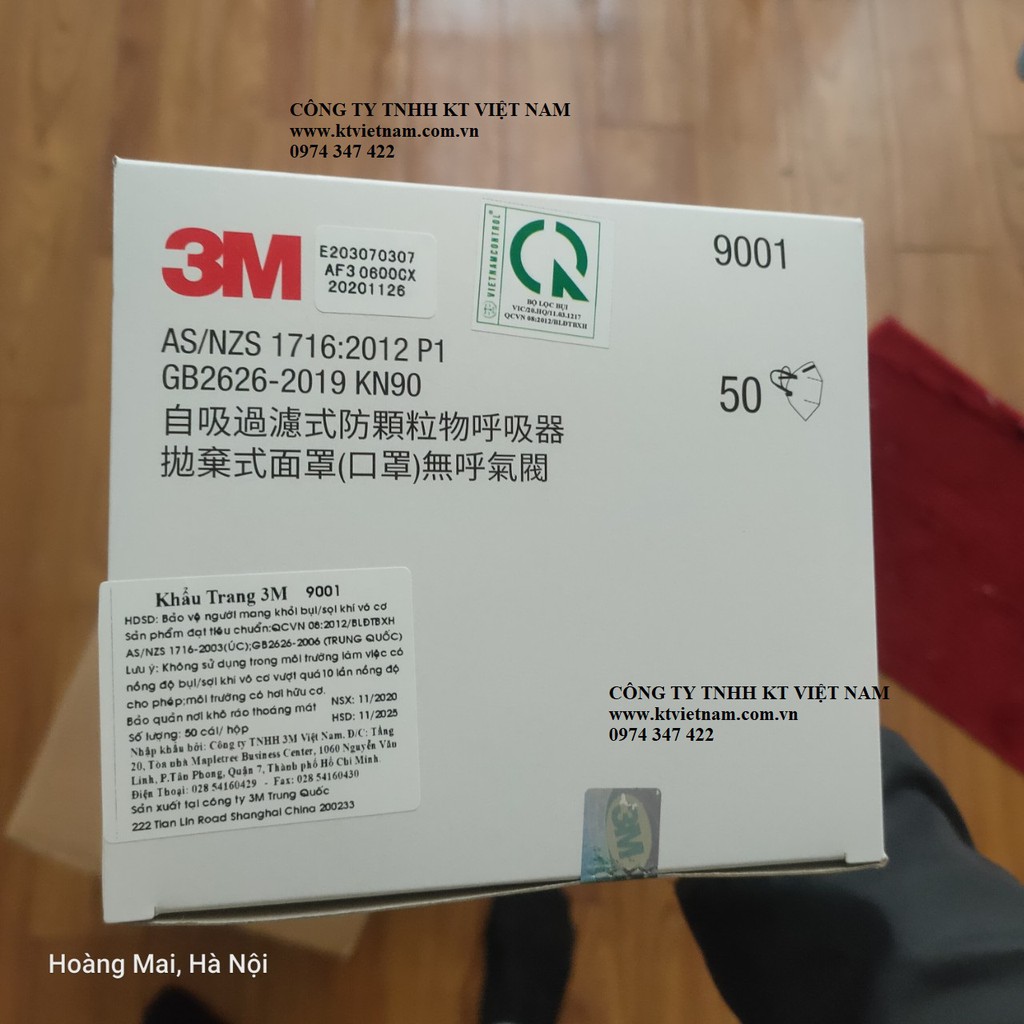 CÔNG TY TNHH KT VIỆT NAM
www.ktvietnam.com.vn
0974 347 422
3M
E203070307
AF3 0600CX
20201126
VIETNAMCONTROL
BỘ LỌC BỤI
VIC/20.HQ/11.03.1217
QCVN 08:2012/BLĐTBXH
9001
AS/NZS 1716:2012 P1
GB2626-2019 KN90
自吸過濾式防顆粒物呼吸器
拋棄式面罩(口罩)無呼氣閥
50
Khẩu Trang 3M 9001
HDSD: Bảo vệ người mang khỏi bụi/sợi khí vô cơ
Sản phẩm đạt tiêu chuẩn:QCVN 08:2012/BLĐTBXH
AS/NZS 1716-2003(ÚC);GB2626-2006 (TRUNG QUỐC)
Lưu ý: Không sử dụng trong môi trường làm việc có
nồng độ bụi/sợi khí vô cơ vượt quá 10 lần nồng độ
cho phép;môi trường có hơi hữu cơ.
Bảo quản nơi khô ráo thoáng mát NSX: 11/2020
Số lượng: 50 cái/ hộp HSD: 11/2025
Nhập khẩu bởi: Công ty TNHH 3M Việt Nam. Đ/C: Tầng
20, Tòa nhà Mapletree Business Center, 1060 Nguyễn Văn
Linh, P.Tân Phong, Quận 7, Thành phố Hồ Chí Minh.
Điện Thoại: 028 54160429 - Fax: 028 54160430
Sản xuất tại công ty 3M Trung Quốc
222 Tian Lin Road Shanghai China 200233
CÔNG TY TNHH KT VIỆT NAM
www.ktvietnam.com.vn
0974 347 422
3M
Hoàng Mai, Hà Nội